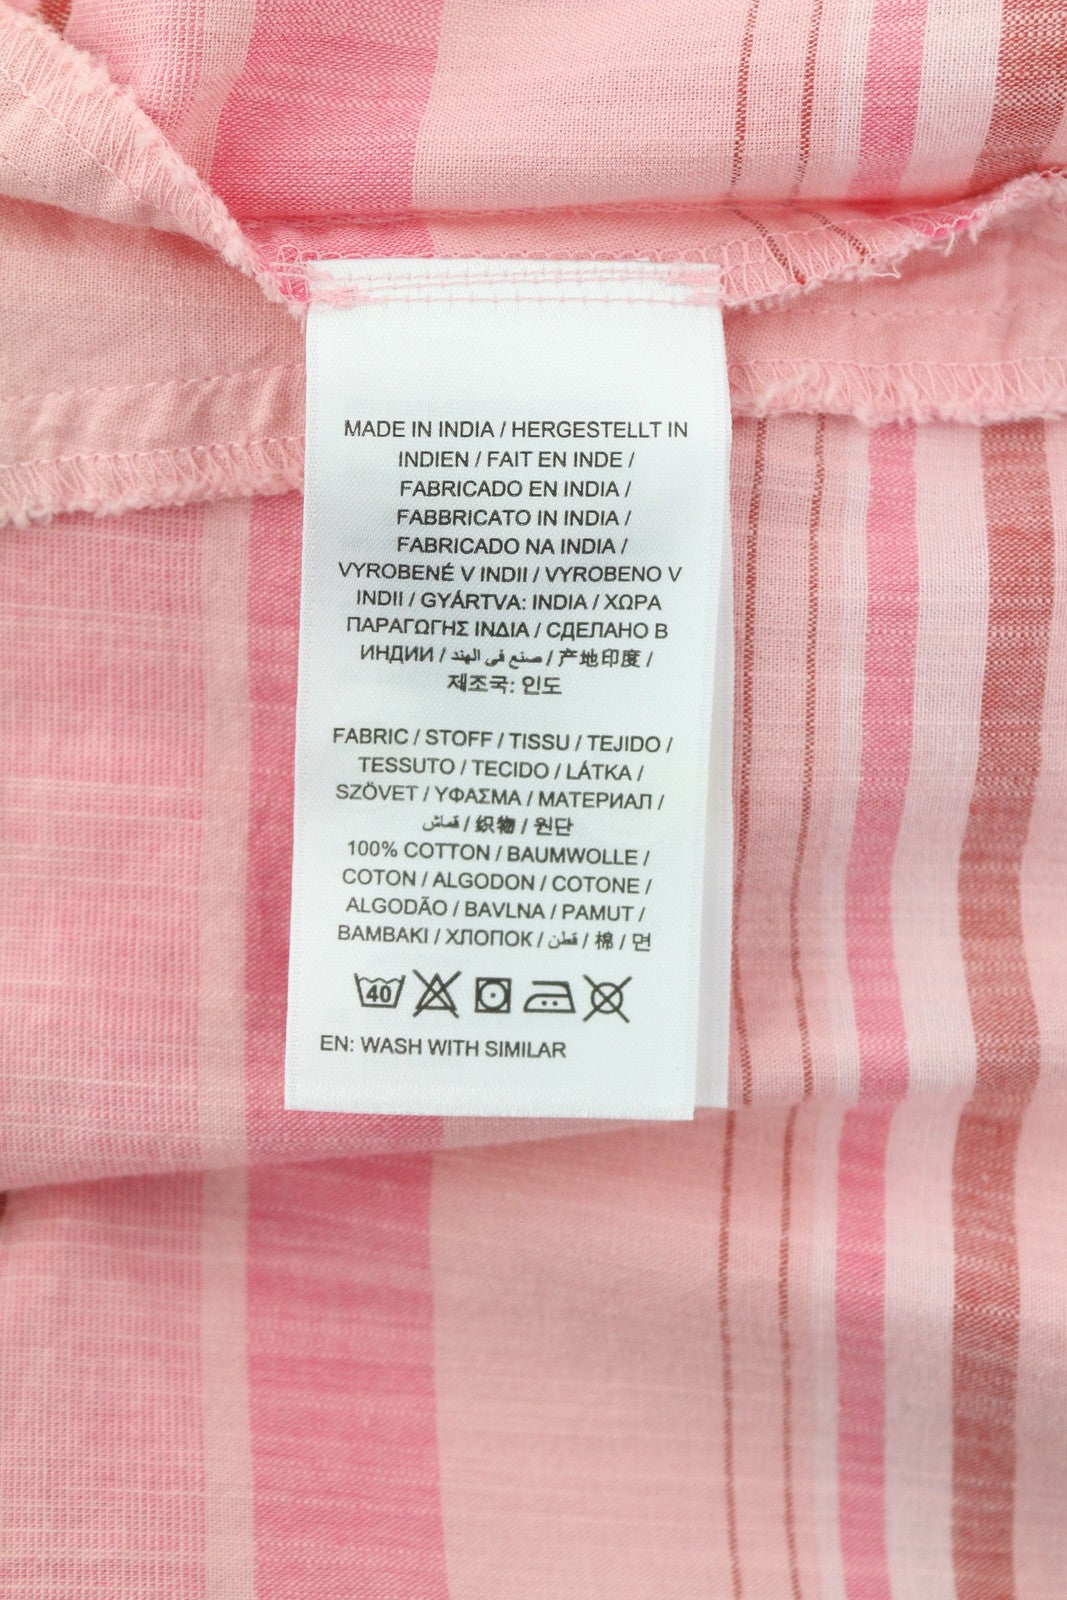 MADE IN INDIA / HERGESTELLT IN
INDIEN / FAIT EN INDE /
FABRICADO EN INDIA /
FABBRICATO IN INDIA /
FABRICADO NA INDIA /
VYROBENÉ V INDII / VYROBENO V
INDII / GYÁRTVA: INDIA / ΧΩΡΑ
ΠΑΡΑΓΩΓΗΣ ΙΝΔΙΑ / СДЕЛАНО В
ИНДИИ / صنع في الهند / 产地印度 /
제조국: 인도
FABRIC / STOFF / TISSU / TEJIDO /
TESSUTO / TECIDO / LÁTKA /
SZÖVET / ΥΦΑΣΜΑ / МАТЕРИАЛ /
قماش / 织物 / 원단
100% COTTON / BAUMWOLLE /
COTON / ALGODON / COTONE /
ALGODÃO / BAVLNA / PAMUT /
BAMBAKI / ХЛОПОК / قطن / 棉 / 면
40
EN: WASH WITH SIMILAR